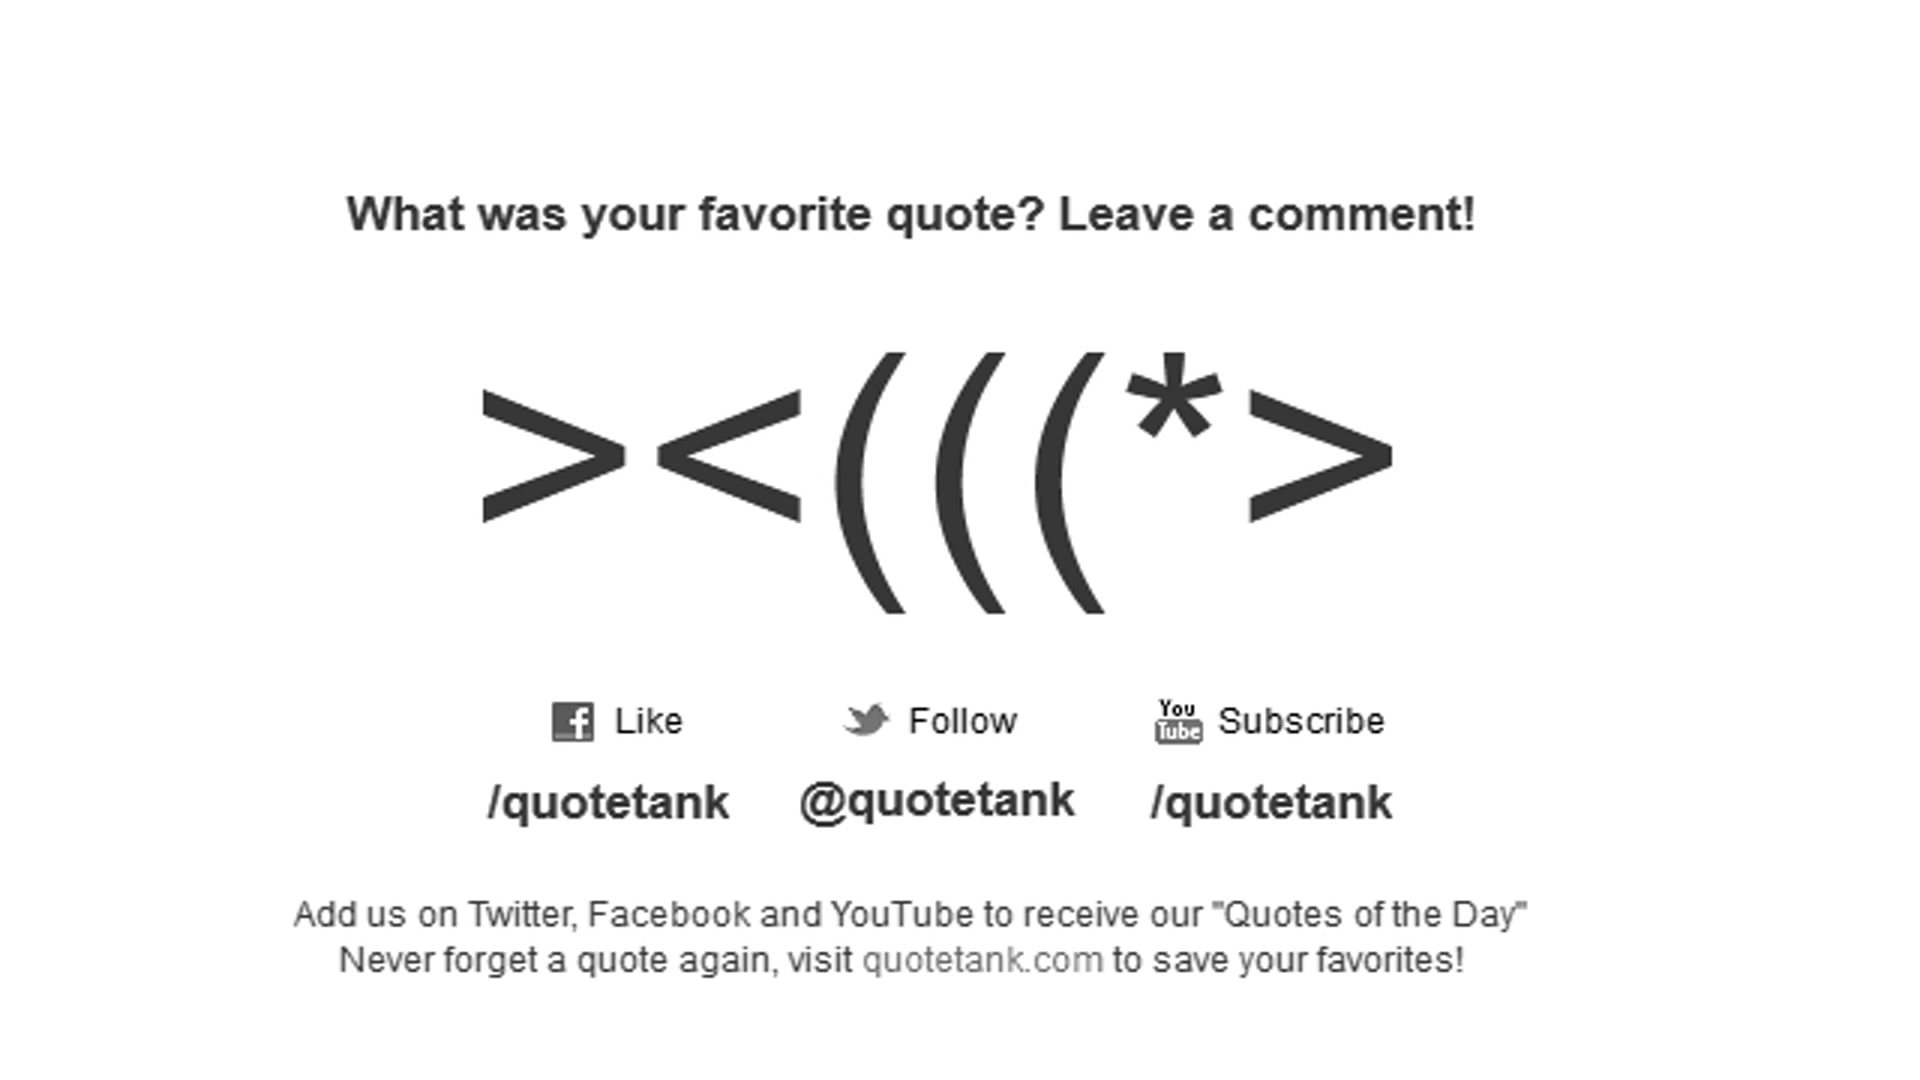 What was your favorite quote? Leave a comment!
><(((*>
f Like Follow You Tube Subscribe
/quotetank @quotetank /quotetank
Add us on Twitter, Facebook and YouTube to receive our "Quotes of the Day"
Never forget a quote again, visit quotetank.com to save your favorites!